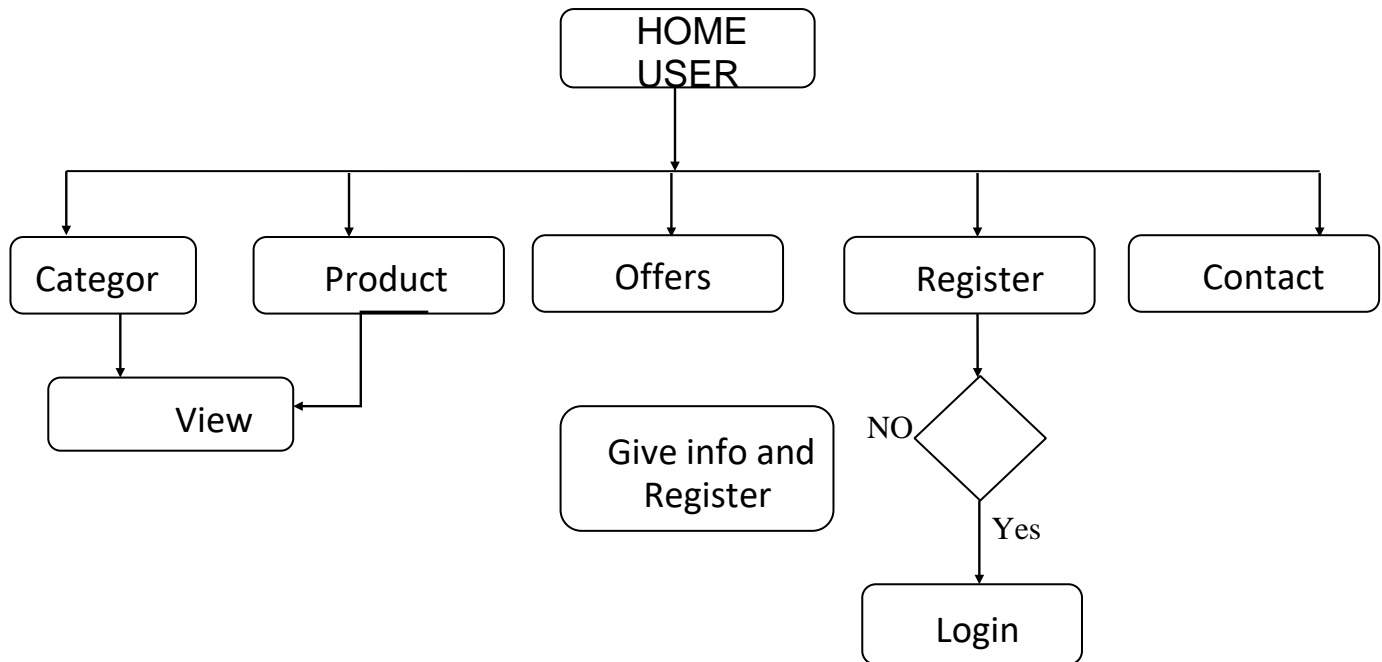 HOME
USER
Categor
Product
Offers
Register
Contact
View
Give info and
Register
NO
Yes
Login